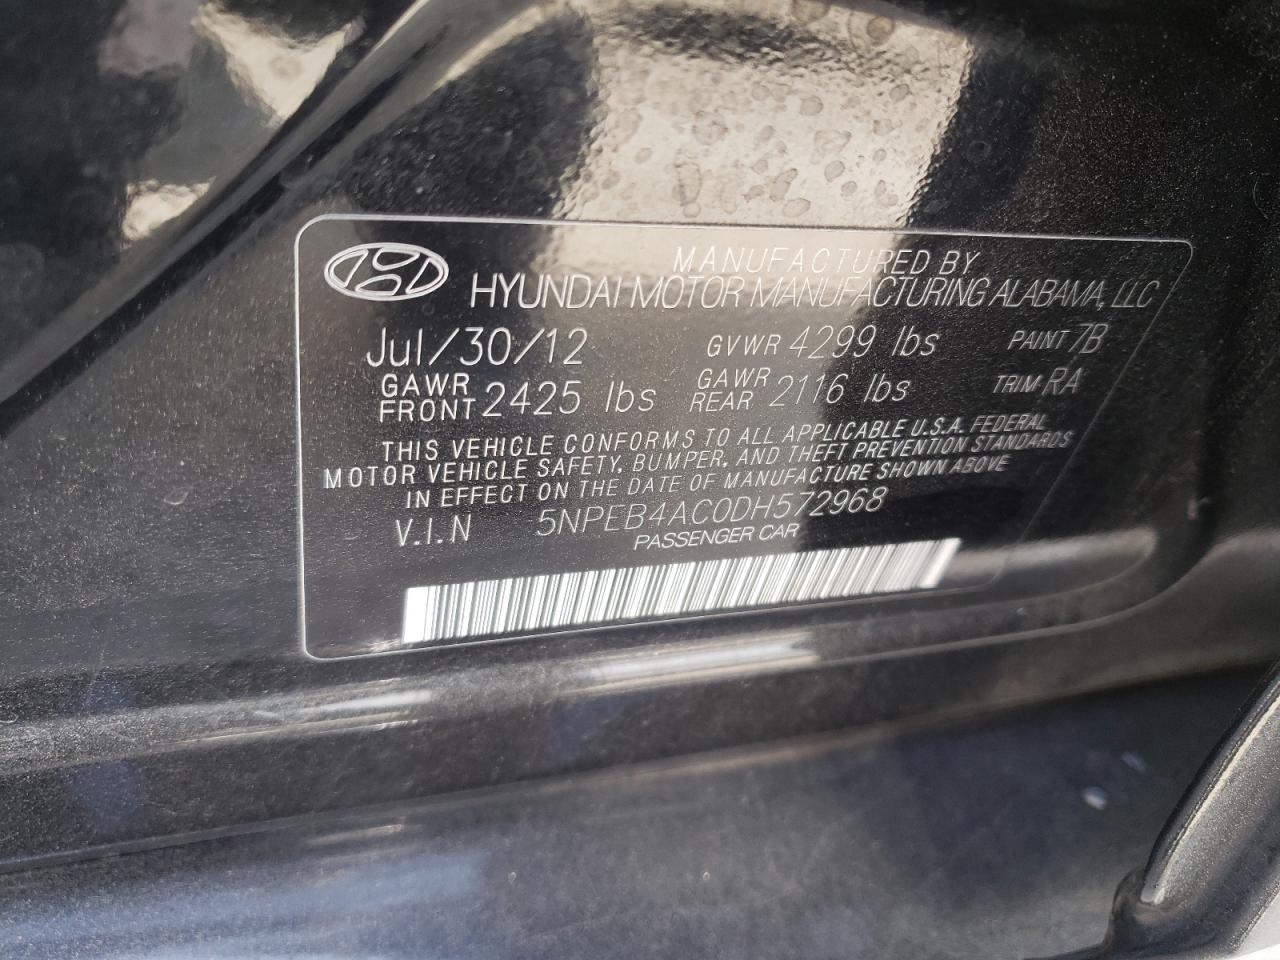 MANUFACTURED BY
HYUNDAI MOTOR MANUFACTURING ALABAMA, LLC
Jul/30/12 GVWR 4299 lbs PAINT 7B
GAWR FRONT 2425 lbs GAWR REAR 2116 lbs TRIM RA
THIS VEHICLE CONFORMS TO ALL APPLICABLE U.S.A. FEDERAL
MOTOR VEHICLE SAFETY, BUMPER, AND THEFT PREVENTION STANDARDS
IN EFFECT ON THE DATE OF MANUFACTURE SHOWN ABOVE
V.I.N 5NPEB4AC0DH572968
PASSENGER CAR